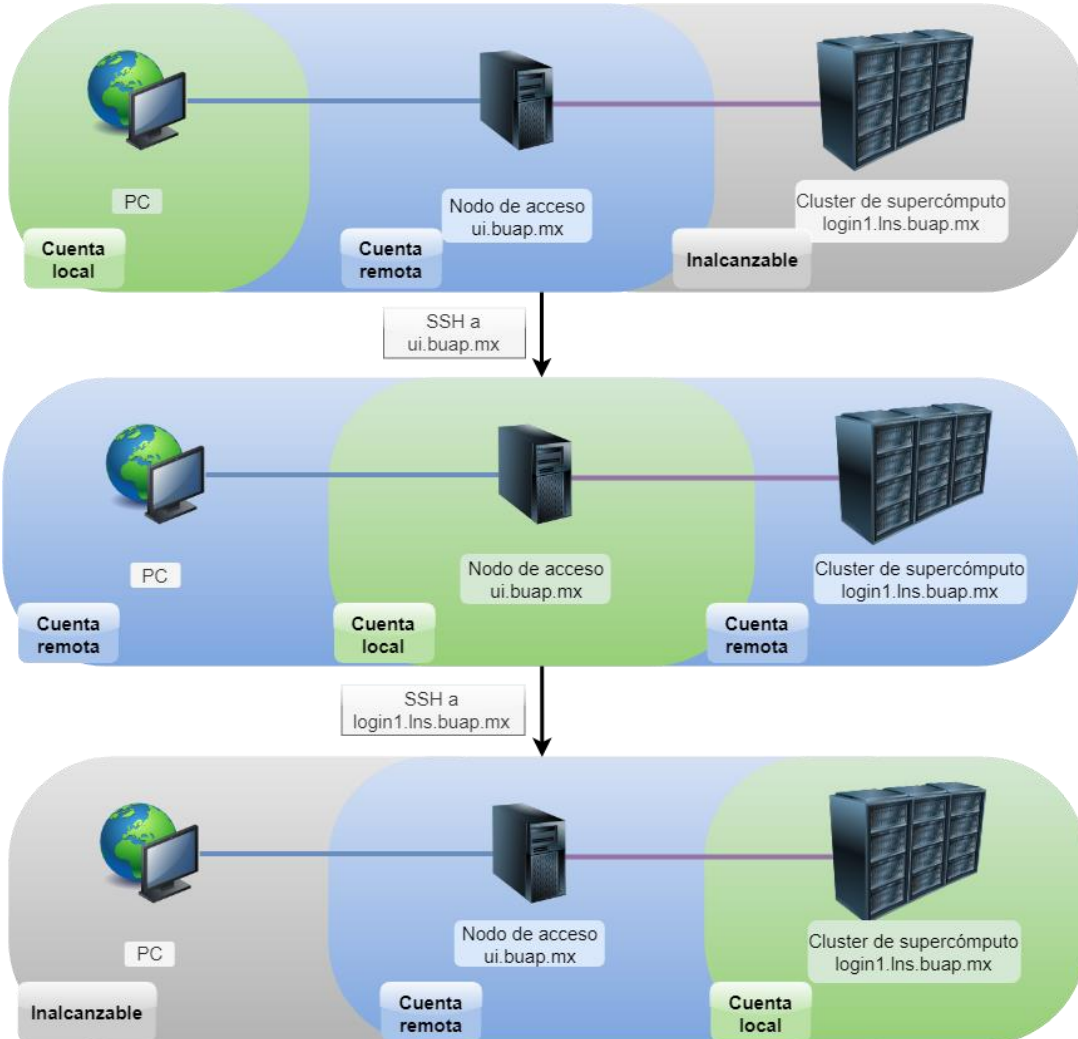 PC
Cuenta
local
Nodo de acceso
ui.buap.mx
Cuenta
remota
Cluster de supercómputo
login1.lns.buap.mx
Inalcanzable
SSH a
ui.buap.mx
PC
Cuenta
remota
Nodo de acceso
ui.buap.mx
Cuenta
local
Cluster de supercómputo
login1.lns.buap.mx
Cuenta
remota
SSH a
login1.lns.buap.mx
PC
Inalcanzable
Nodo de acceso
ui.buap.mx
Cuenta
remota
Cluster de supercómputo
login1.lns.buap.mx
Cuenta
local